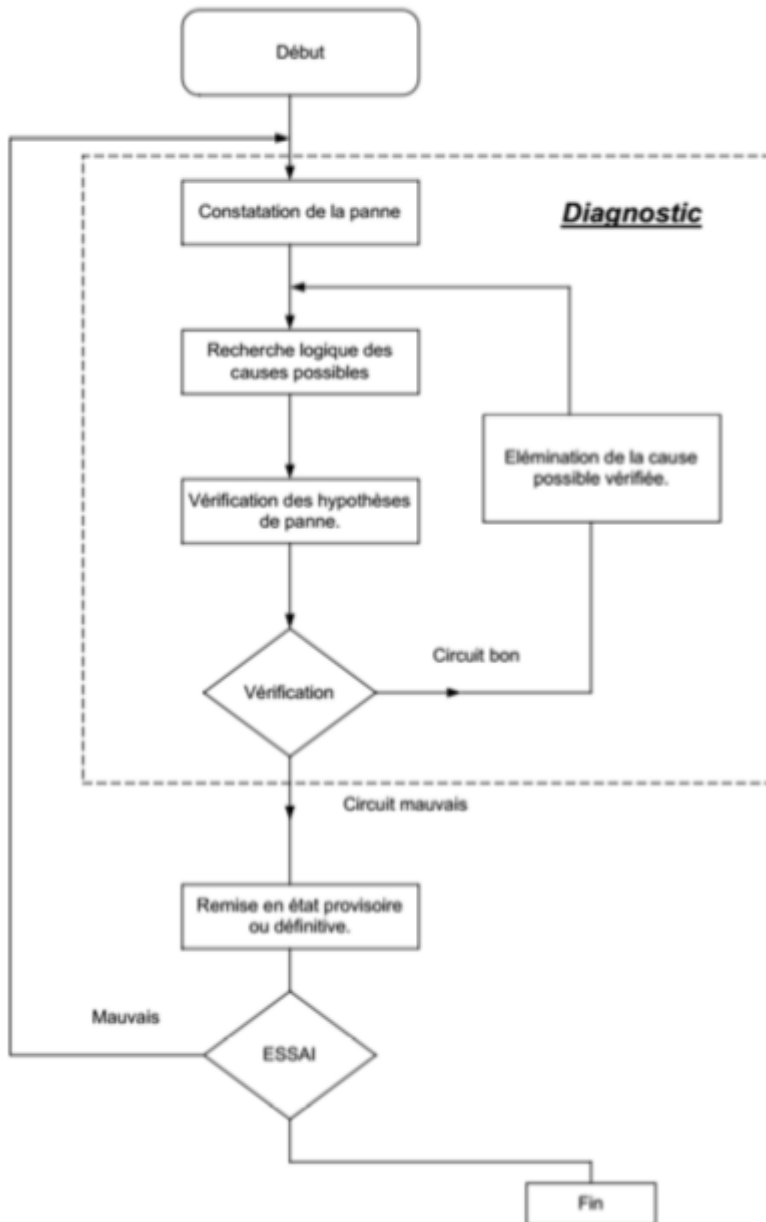 Début
Constatation de la panne
Diagnostic
Recherche logique des
causes possibles
Elémination de la cause
possible vérifiée.
Vérification des hypothèses
de panne.
Circuit bon
Vérification
Circuit mauvais
Remise en état provisoire
ou définitive.
Mauvais
ESSAI
Fin